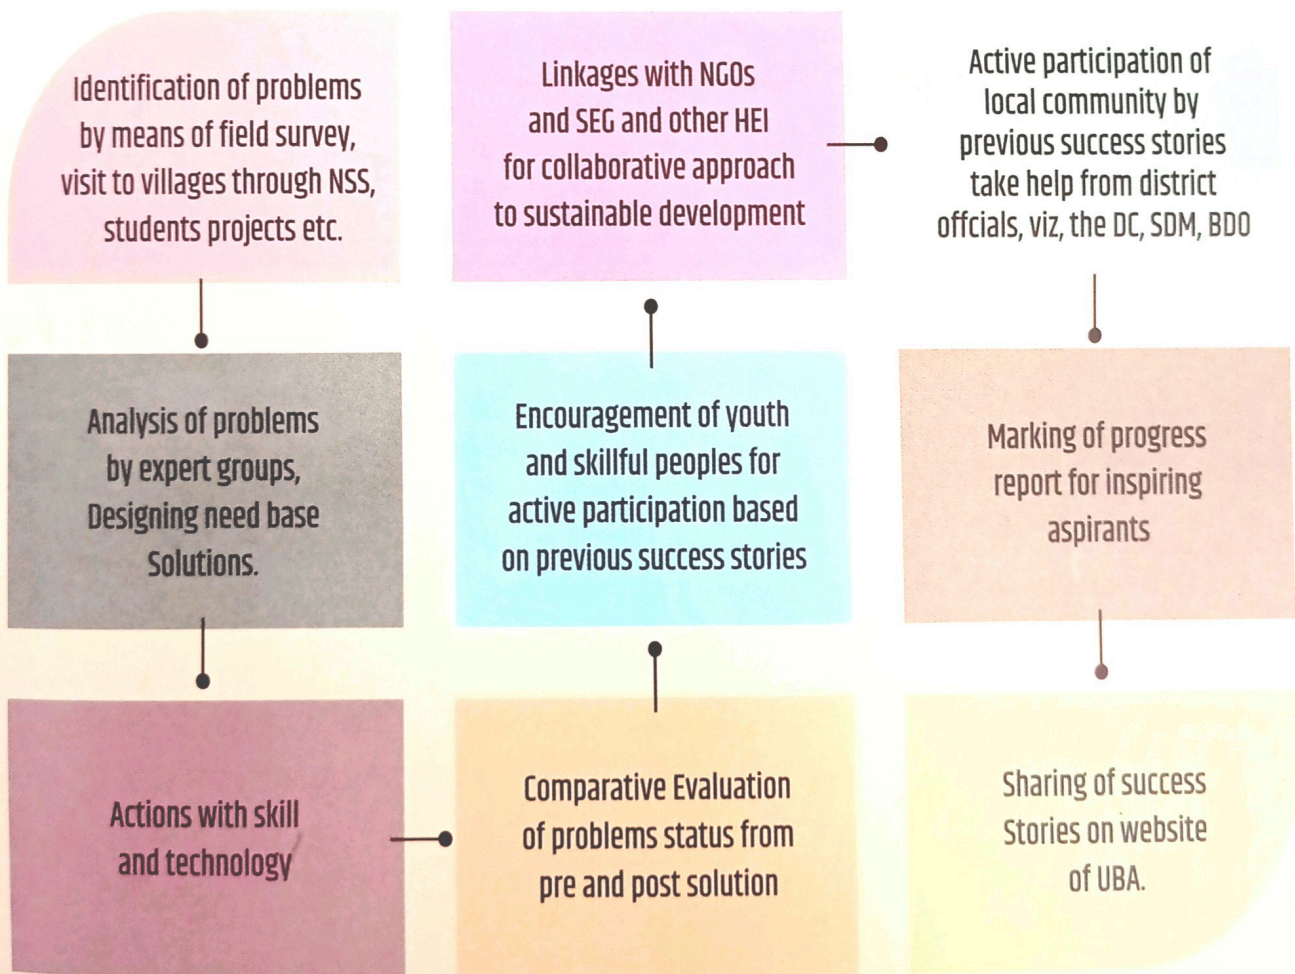 Identification of problems
by means of field survey,
visit to villages through NSS,
students projects etc.
Analysis of problems
by expert groups,
Designing need base
Solutions.
Actions with skill
and technology
Comparative Evaluation
of problems status from
pre and post solution
Encouragement of youth
and skillful peoples for
active participation based
on previous success stories
Linkages with NGOs
and SEG and other HEI
for collaborative approach
to sustainable development
Active participation of
local community by
previous success stories
take help from district
offcials, viz, the DC, SDM, BDO
Marking of progress
report for inspiring
aspirants
Sharing of success
Stories on website
of UBA.